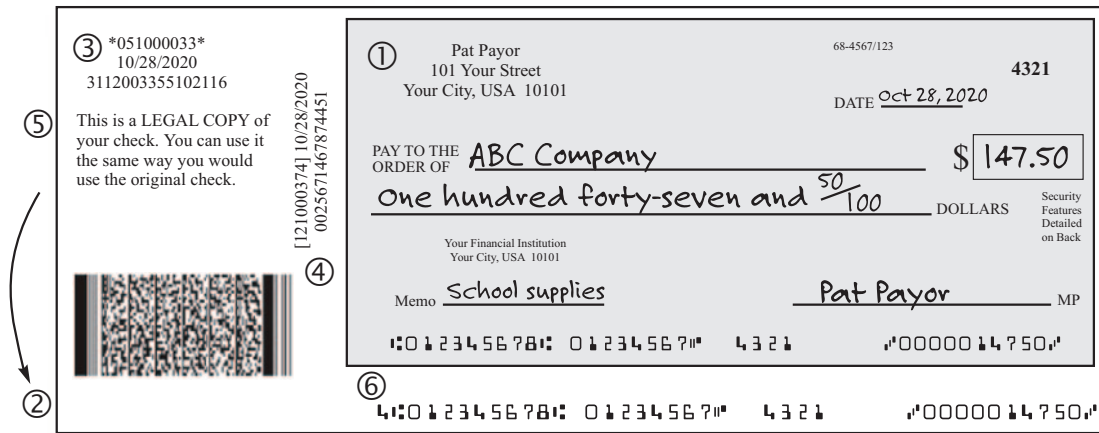 ③ *051000033*
10/28/2020
3112003355102116
⑤
This is a LEGAL COPY of
your check. You can use it
the same way you would
use the original check.
[121000374] 10/28/2020
0025671467874451
④
②
①
Pat Payor
101 Your Street
Your City, USA 10101
68-4567/123
4321
DATE Oct 28, 2020
PAY TO THE
ORDER OF ABC Company $ 147.50
One hundred forty-seven and 50/100 DOLLARS
Security
Features
Detailed
on Back
Your Financial Institution
Your City, USA 10101
Memo School supplies Pat Payor MP
⑆012345678⑆ 01234567⑈ 4321 ⑇0000014750⑇
⑥
4⑆012345678⑆ 01234567⑈ 4321 ⑇0000014750⑇